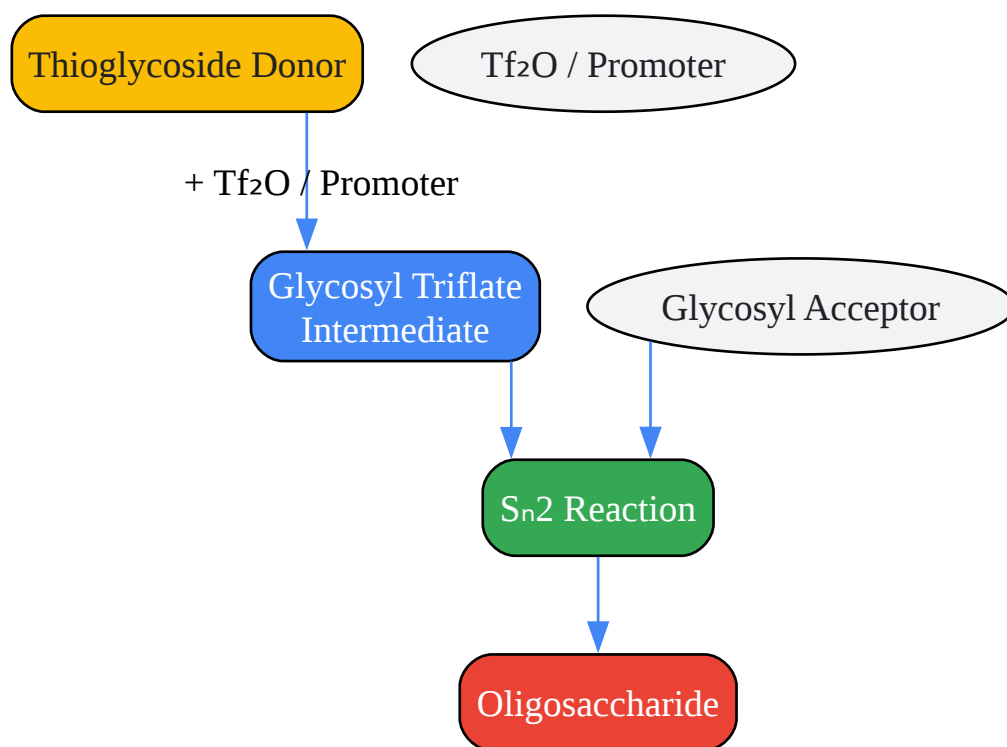 Thioglycoside Donor
Tf₂O / Promoter
+ Tf₂O / Promoter
Glycosyl Triflate
Intermediate
Glycosyl Acceptor
Sₙ2 Reaction
Oligosaccharide